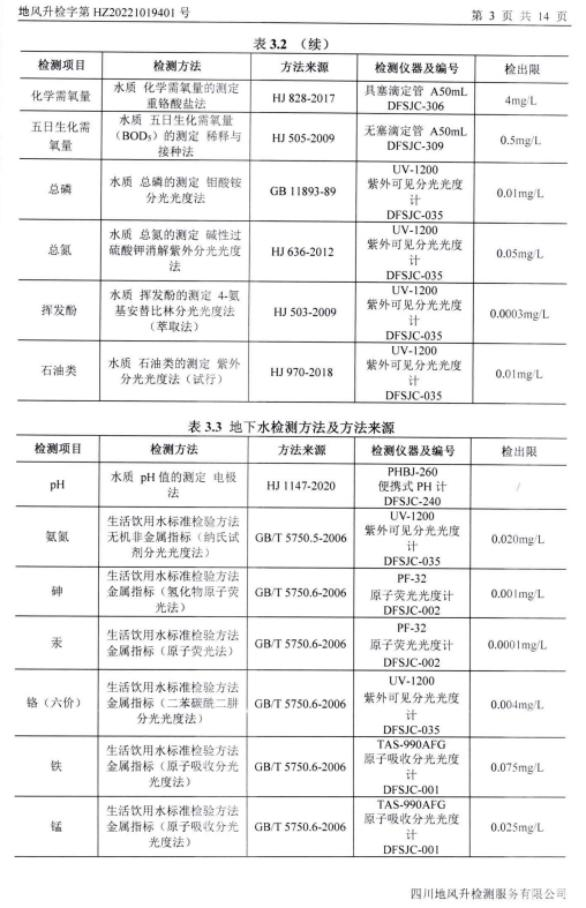 地风升检字第 HZ20221019401 号
第 3 页 共 14 页
表 3.2 （续）
检测项目 检测方法 方法来源 检测仪器及编号 检出限
化学需氧量 水质 化学需氧量的测定 重铬酸盐法 HJ 828-2017 具塞滴定管 A50mL DFSJC-306 4mg/L
五日生化需氧量 水质 五日生化需氧量（BOD₅）的测定 稀释与接种法 HJ 505-2009 无塞滴定管 A50mL DFSJC-309 0.5mg/L
总磷 水质 总磷的测定 钼酸铵分光光度法 GB 11893-89 UV-1200 紫外可见分光光度计 DFSJC-035 0.01mg/L
总氮 水质 总氮的测定 碱性过硫酸钾消解紫外分光光度法 HJ 636-2012 UV-1200 紫外可见分光光度计 DFSJC-035 0.05mg/L
挥发酚 水质 挥发酚的测定 4-氨基安替比林分光光度法（萃取法） HJ 503-2009 UV-1200 紫外可见分光光度计 DFSJC-035 0.0003mg/L
石油类 水质 石油类的测定 紫外分光光度法（试行） HJ 970-2018 UV-1200 紫外可见分光光度计 DFSJC-035 0.01mg/L
表 3.3 地下水检测方法及方法来源
检测项目 检测方法 方法来源 检测仪器及编号 检出限
pH 水质 pH 值的测定 电极法 HJ 1147-2020 PHBJ-260 便携式 PH 计 DFSJC-240 /
氨氮 生活饮用水标准检验方法 无机非金属指标（纳氏试剂分光光度法） GB/T 5750.5-2006 UV-1200 紫外可见分光光度计 DFSJC-035 0.020mg/L
砷 生活饮用水标准检验方法 金属指标（氢化物原子荧光法） GB/T 5750.6-2006 PF-32 原子荧光光度计 DFSJC-002 0.001mg/L
汞 生活饮用水标准检验方法 金属指标（原子荧光法） GB/T 5750.6-2006 PF-32 原子荧光光度计 DFSJC-002 0.0001mg/L
铬（六价） 生活饮用水标准检验方法 金属指标（二苯碳酰二肼分光光度法） GB/T 5750.6-2006 UV-1200 紫外可见分光光度计 DFSJC-035 0.004mg/L
铁 生活饮用水标准检验方法 金属指标（原子吸收分光光度法） GB/T 5750.6-2006 TAS-990AFG 原子吸收分光光度计 DFSJC-001 0.075mg/L
锰 生活饮用水标准检验方法 金属指标（原子吸收分光光度法） GB/T 5750.6-2006 TAS-990AFG 原子吸收分光光度计 DFSJC-001 0.025mg/L
四川地风升检测服务有限公司